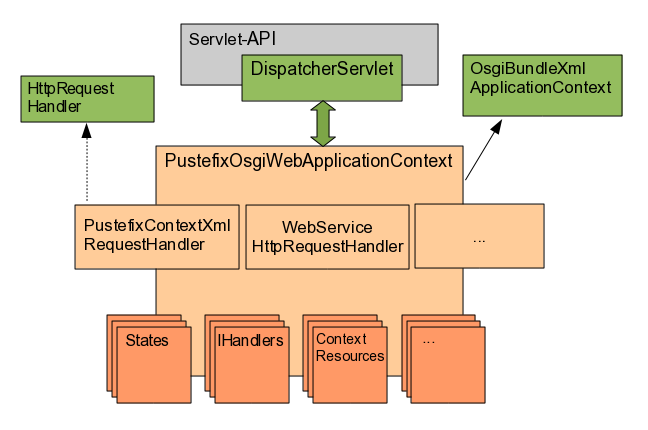 Servlet-API
DispatcherServlet
HttpRequest
Handler
OsgiBundleXml
ApplicationContext
PustefixOsgiWebApplicationContext
PustefixContextXml
RequestHandler
WebService
HttpRequestHandler
...
States
IHandlers
Context
Resources
...